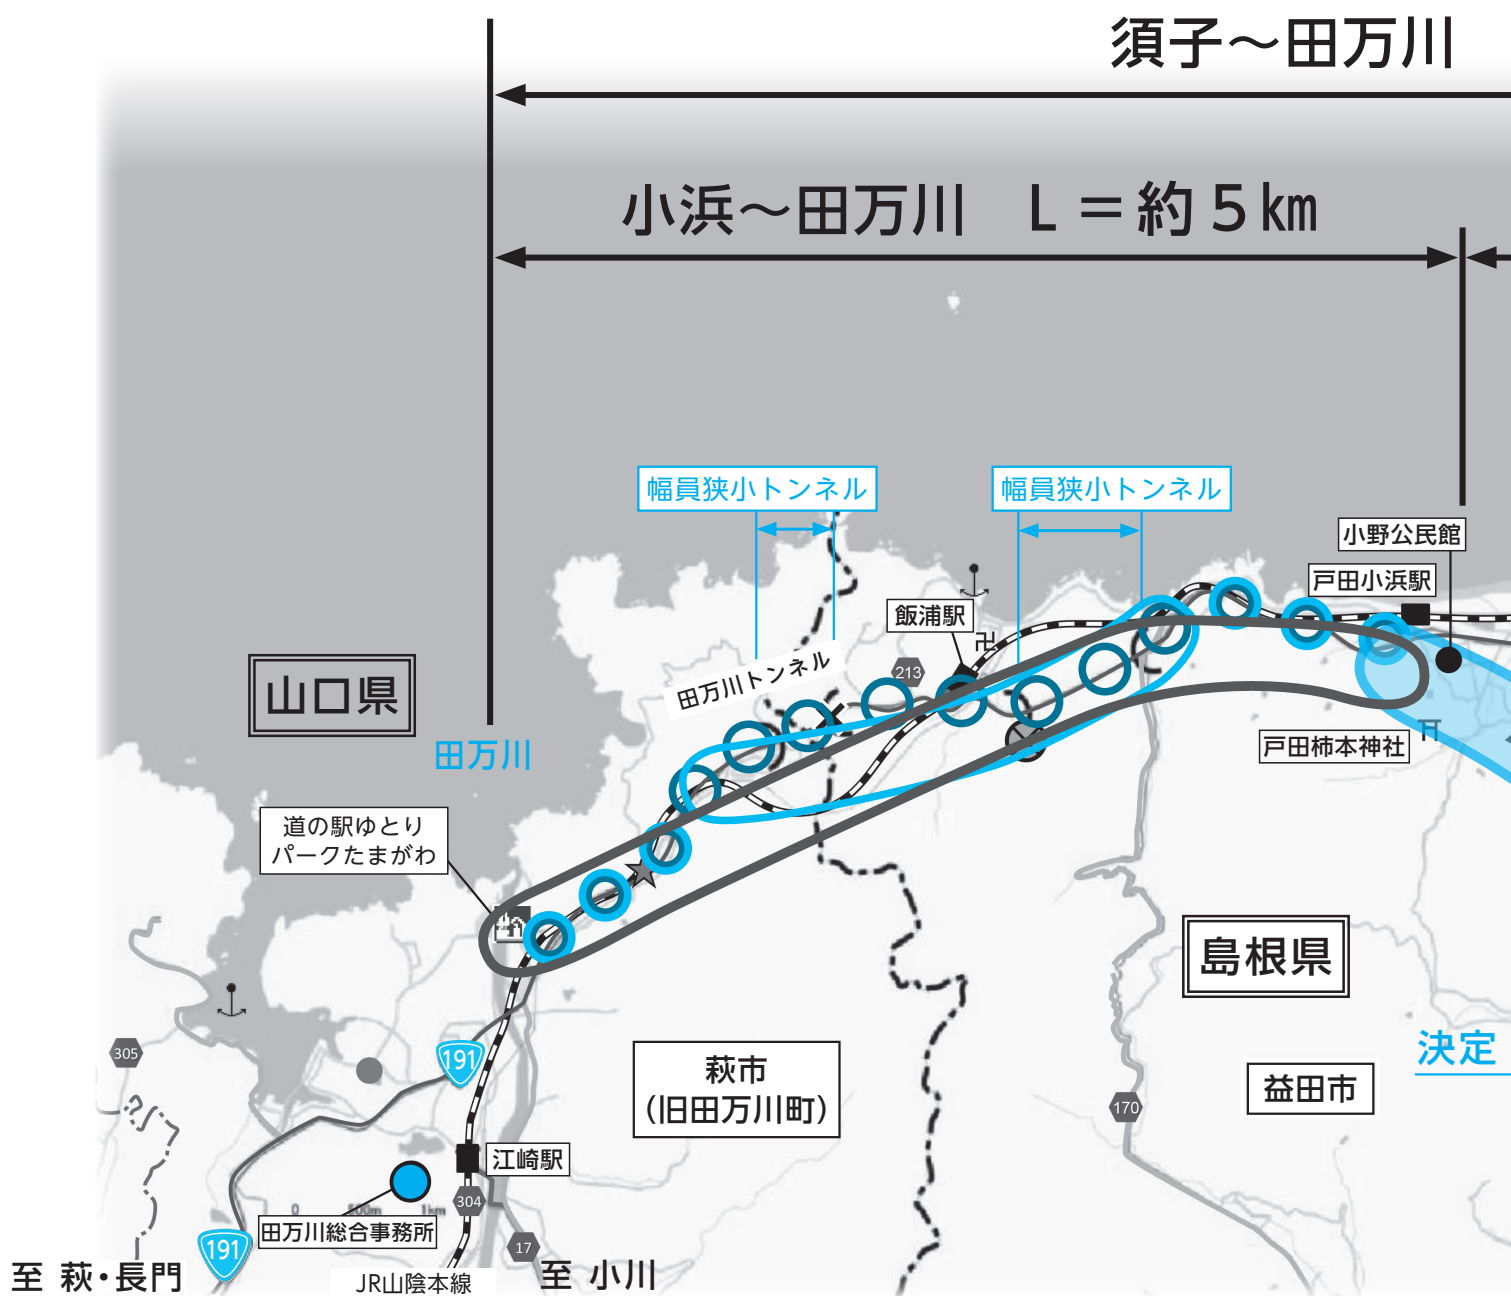 須子～田万川
小浜～田万川　L＝約5km
幅員狭小トンネル
幅員狭小トンネル
小野公民館
戸田小浜駅
飯浦駅
卍
田万川トンネル
213
山口県
田万川
戸田柿本神社
道の駅ゆとり
パークたまがわ
島根県
決定
305
191
萩市
(旧田万川町)
益田市
170
江崎駅
304
0　500m　1km
田万川総合事務所
191
17
至 萩・長門
JR山陰本線
至 小川